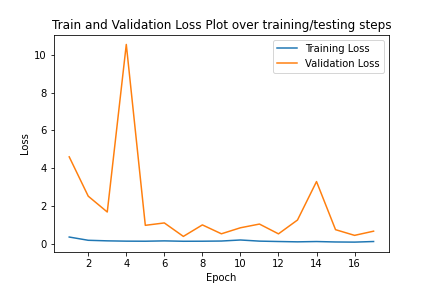 Train and Validation Loss Plot over training/testing steps
Training Loss
Validation Loss
Loss
10
8
6
4
2
0
2 4 6 8 10 12 14 16
Epoch